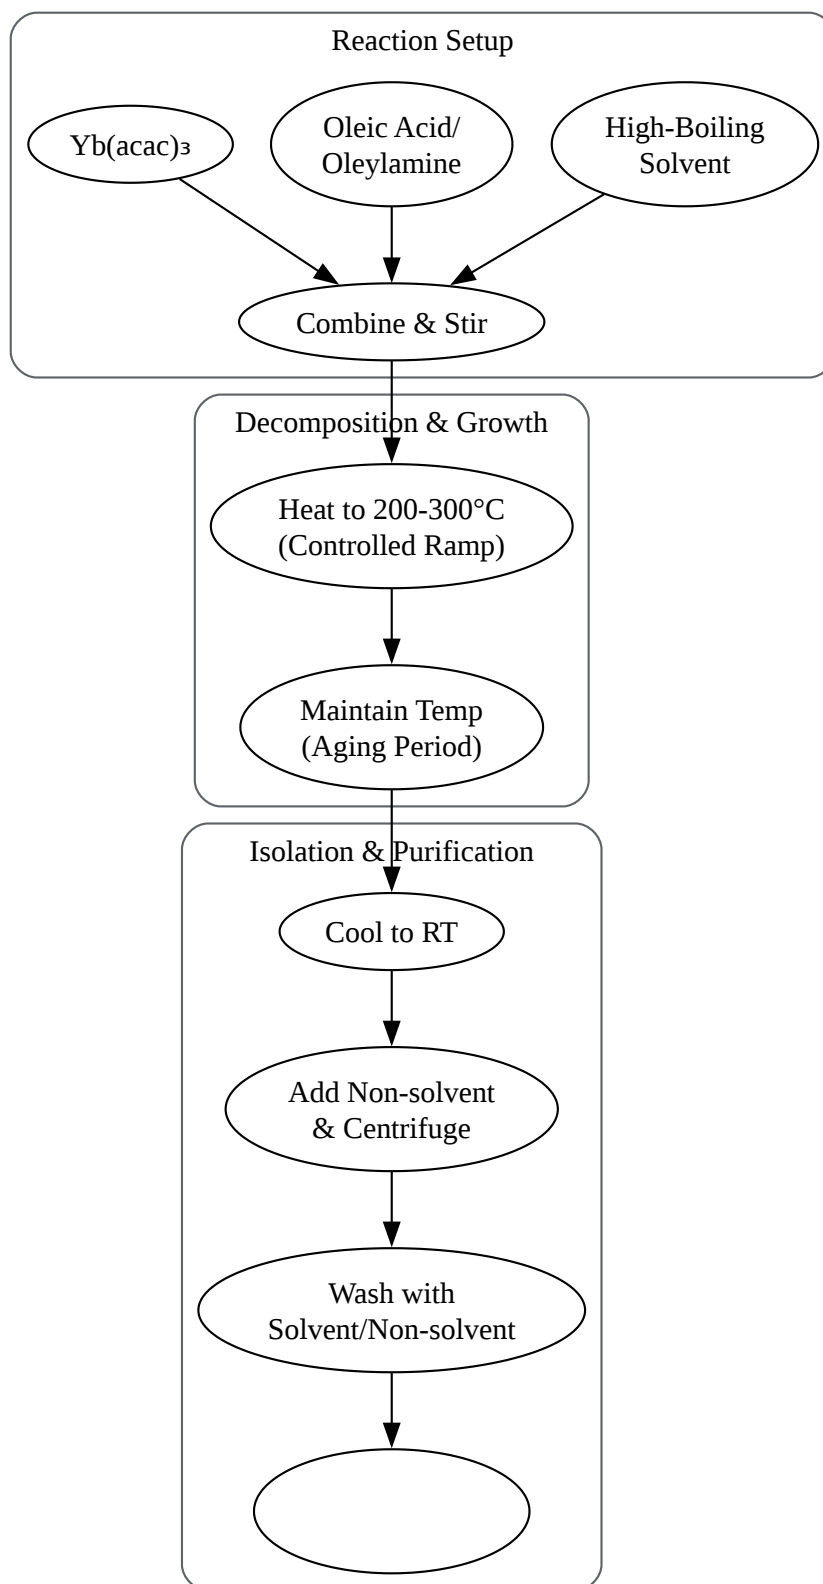 Reaction Setup
Yb(acac)₃
Oleic Acid/
Oleylamine
High-Boiling
Solvent
Combine & Stir
Decomposition & Growth
Heat to 200-300°C
(Controlled Ramp)
Maintain Temp
(Aging Period)
Isolation & Purification
Cool to RT
Add Non-solvent
& Centrifuge
Wash with
Solvent/Non-solvent